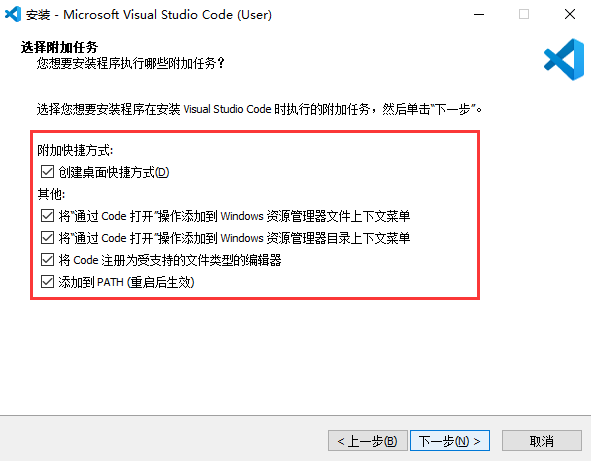 安装 - Microsoft Visual Studio Code (User)
选择附加任务
您想要安装程序执行哪些附加任务？
选择您想要安装程序在安装 Visual Studio Code 时执行的附加任务，然后单击“下一步”。
附加快捷方式:
创建桌面快捷方式(D)
其他:
将“通过 Code 打开”操作添加到 Windows 资源管理器文件上下文菜单
将“通过 Code 打开”操作添加到 Windows 资源管理器目录上下文菜单
将 Code 注册为受支持的文件类型的编辑器
添加到 PATH (重启后生效)
< 上一步(B) 下一步(N) > 取消